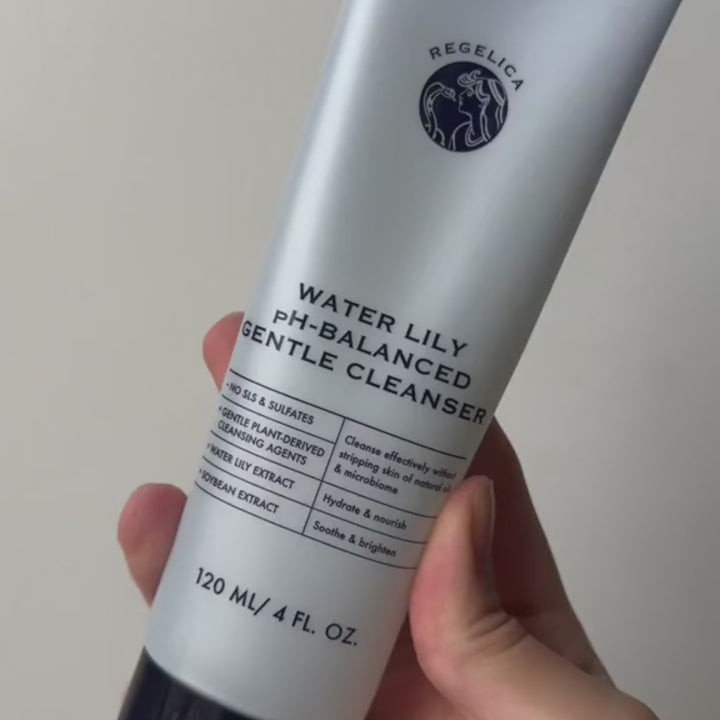 REGELICA
WATER LILY
pH-BALANCED
GENTLE CLEANSER
- NO SLS & SULFATES
+ GENTLE PLANT-DERIVED
CLEANSING AGENTS
+ WATER LILY EXTRACT
+ SOYBEAN EXTRACT
Cleanse effectively without
stripping skin of natural oils
& microbiome
Hydrate & nourish
Soothe & brighten
120 ML/ 4 FL. OZ.